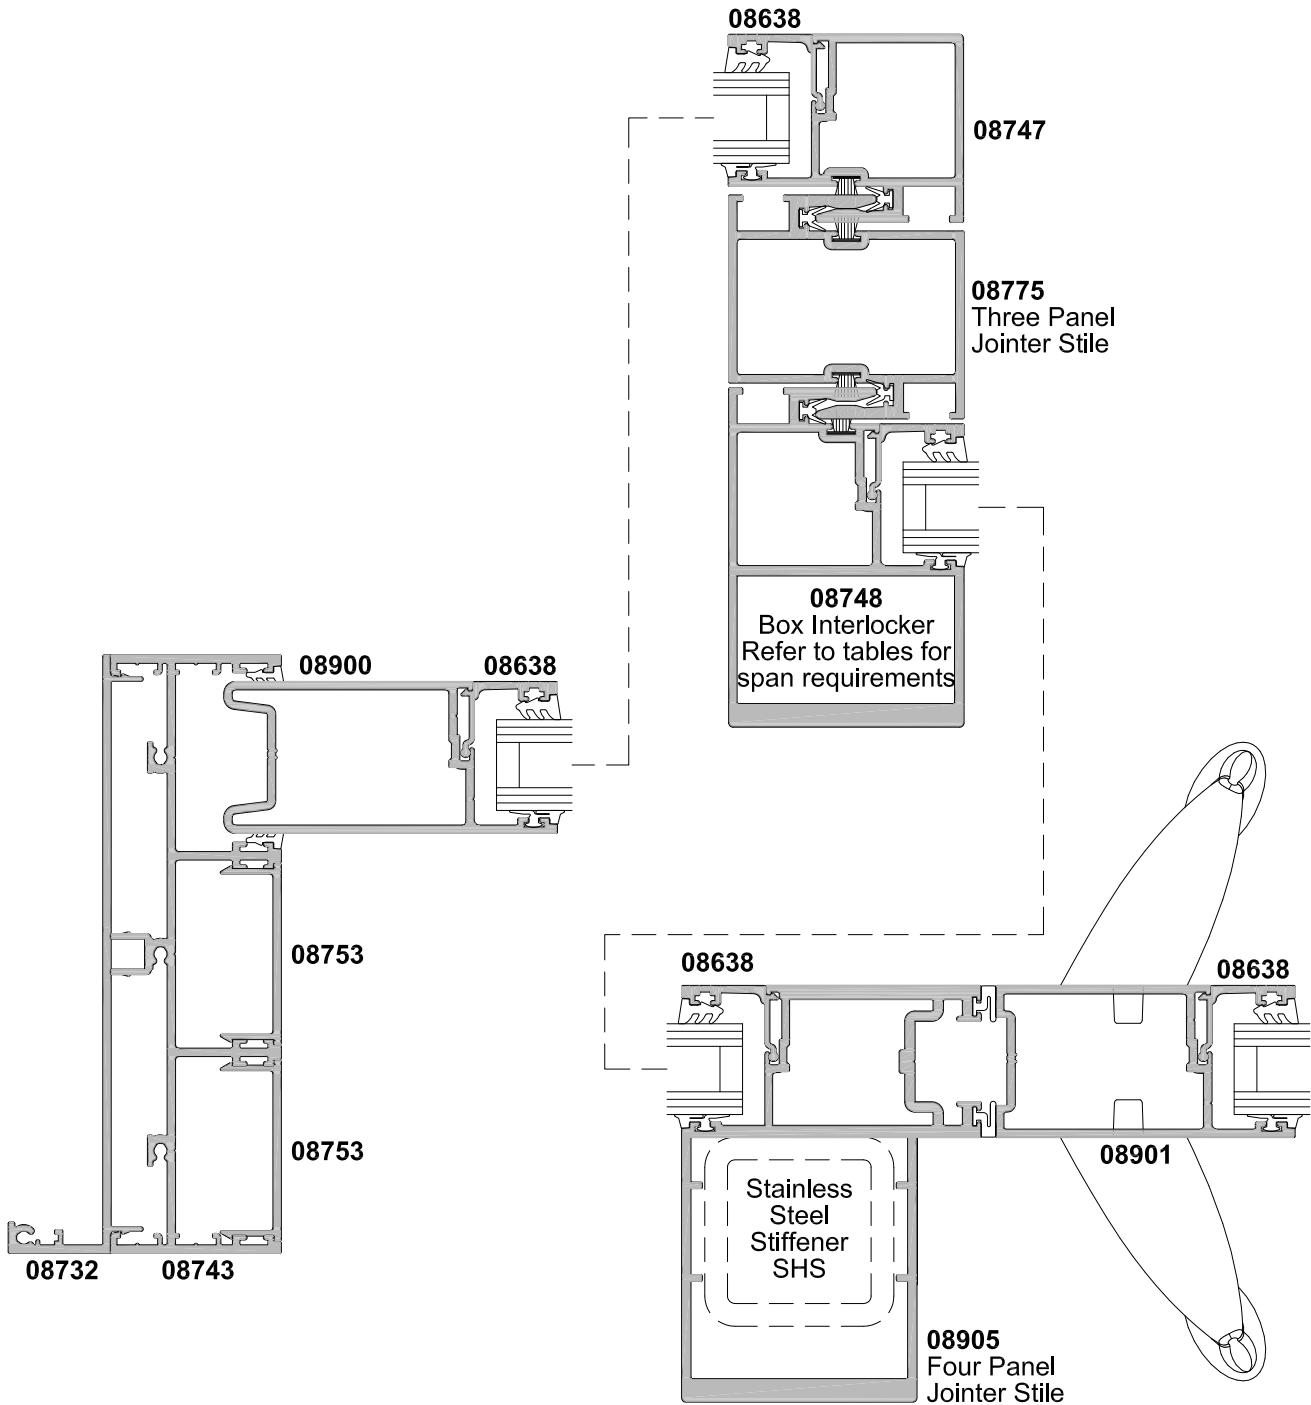 08638
08747
08775
Three Panel
Jointer Stile
08748
Box Interlocker
Refer to tables for
span requirements
08900
08638
08753
08753
08732
08743
08638
08638
08901
Stainless
Steel
Stiffener
SHS
08905
Four Panel
Jointer Stile